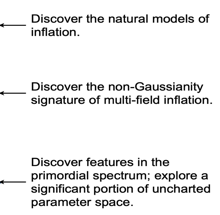 Discover the natural models of
inflation.
Discover the non-Gaussianity
signature of multi-field inflation.
Discover features in the
primordial spectrum; explore a
significant portion of uncharted
parameter space.